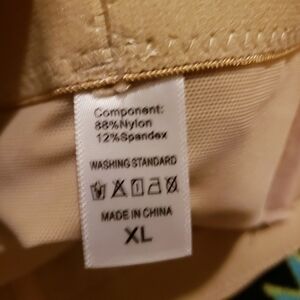 Component:
88%Nylon
12%Spandex
WASHING STANDARD
MADE IN CHINA
XL